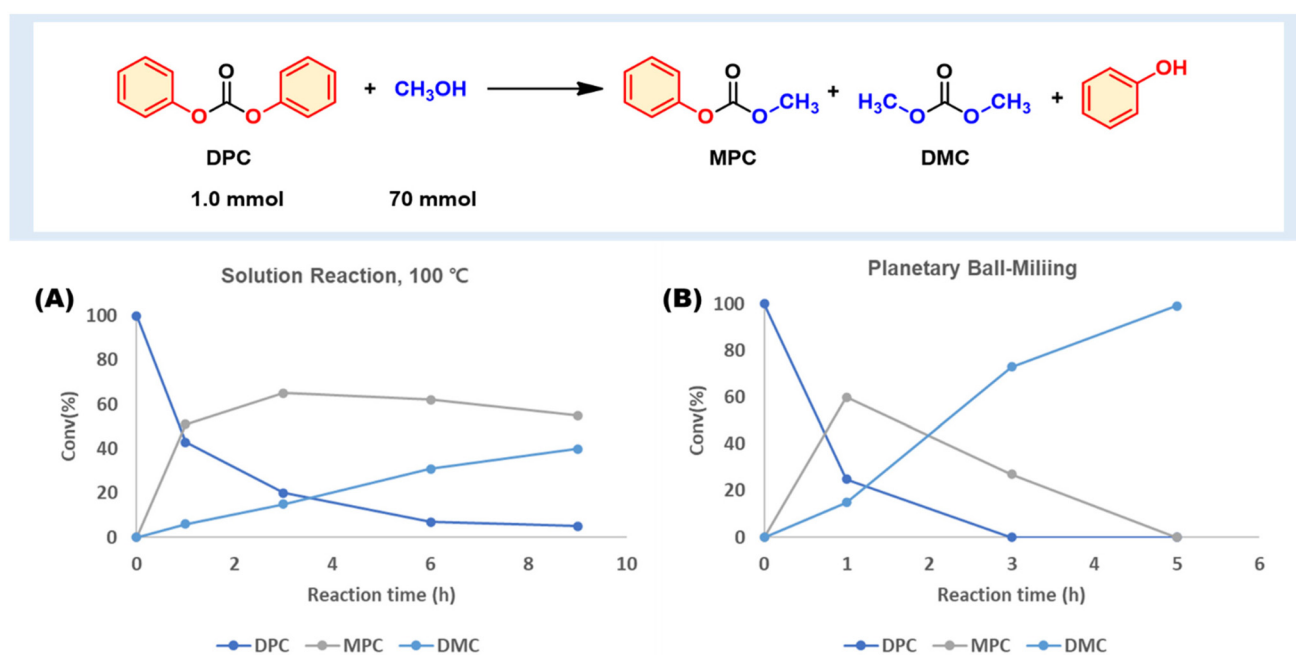 O
OH
O
O
+ CH₃OH
+
+
O
O
O
CH₃
H₃C
O
O
CH₃
DPC
MPC
DMC
1.0 mmol
70 mmol
(A)
Solution Reaction, 100 ℃
Conv(%)
100
80
60
40
20
0
0 2 4 6 8 10
Reaction time (h)
DPC MPC DMC
(B)
Planetary Ball-Miliing
Conv(%)
100
80
60
40
20
0
0 1 2 3 4 5 6
Reaction time (h)
DPC MPC DMC